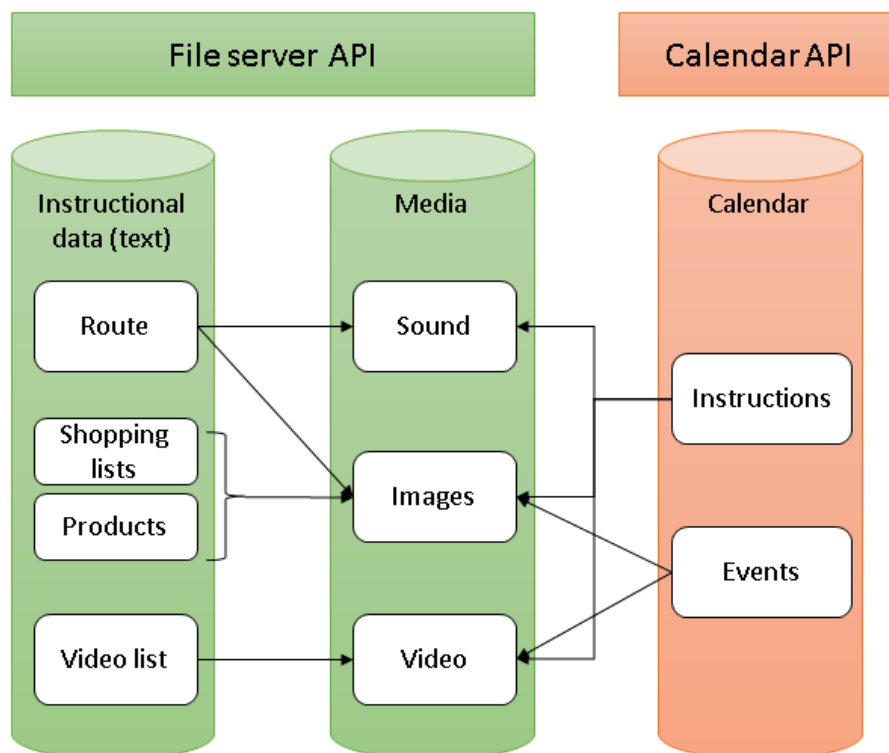 File server API
Calendar API
Instructional
data (text)
Media
Calendar
Route
Sound
Instructions
Shopping
lists
Images
Products
Events
Video list
Video